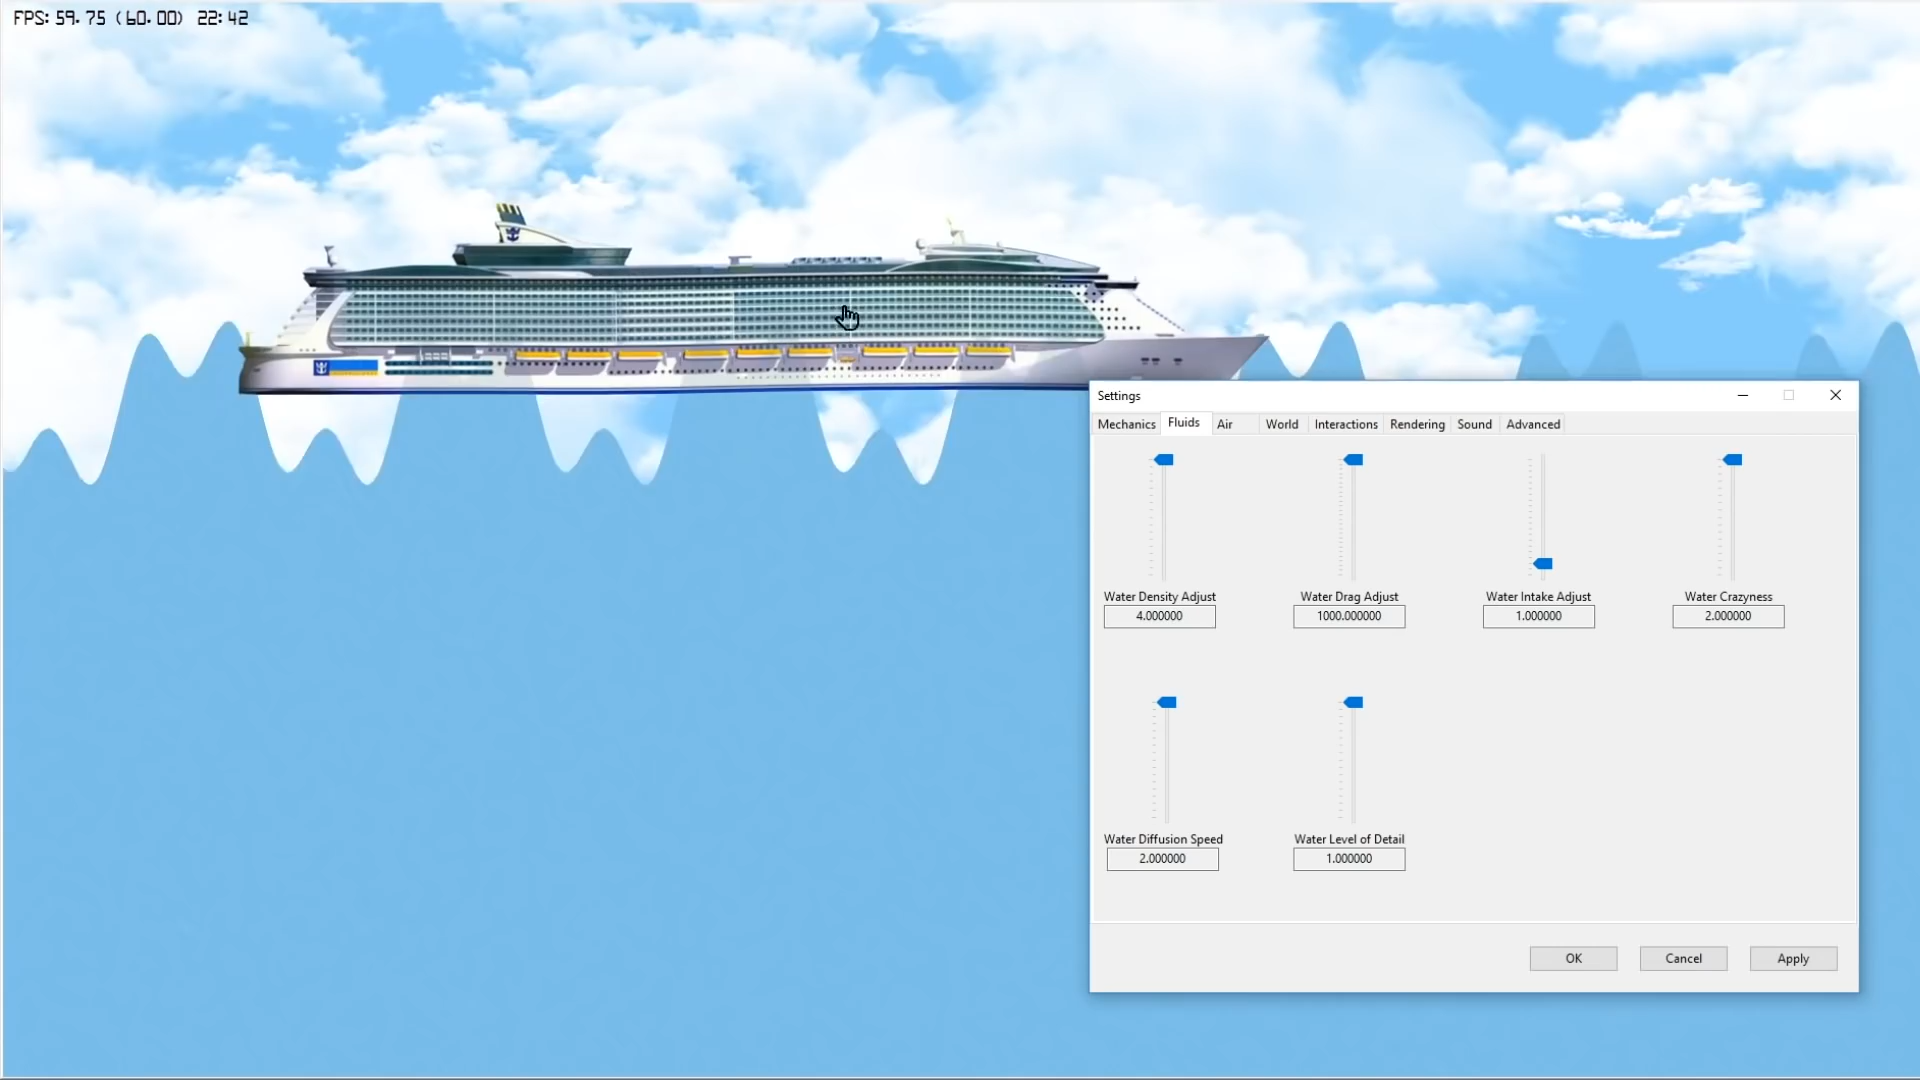 FPS: 59.75 (60.00) 22:42
Settings
Mechanics Fluids Air World Interactions Rendering Sound Advanced
Water Density Adjust Water Drag Adjust Water Intake Adjust Water Crazyness
4.000000 1000.000000 1.000000 2.000000
Water Diffusion Speed Water Level of Detail
2.000000 1.000000
OK Cancel Apply